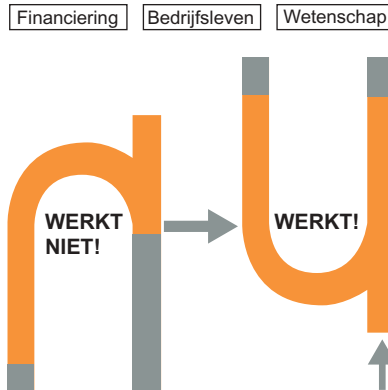 Financiering
Bedrijfsleven
Wetenschap
WERKT
NIET!
WERKT!